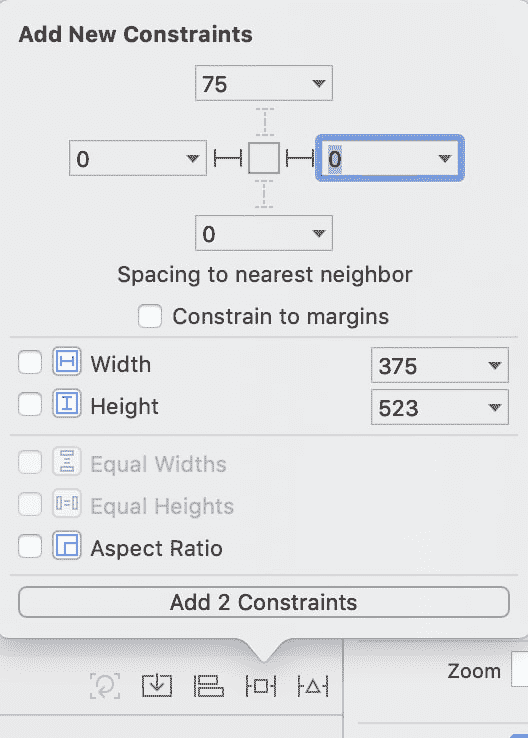 Add New Constraints
75
0
0
0
Spacing to nearest neighbor
Constrain to margins
Width 375
Height 523
Equal Widths
Equal Heights
Aspect Ratio
Add 2 Constraints
Zoom